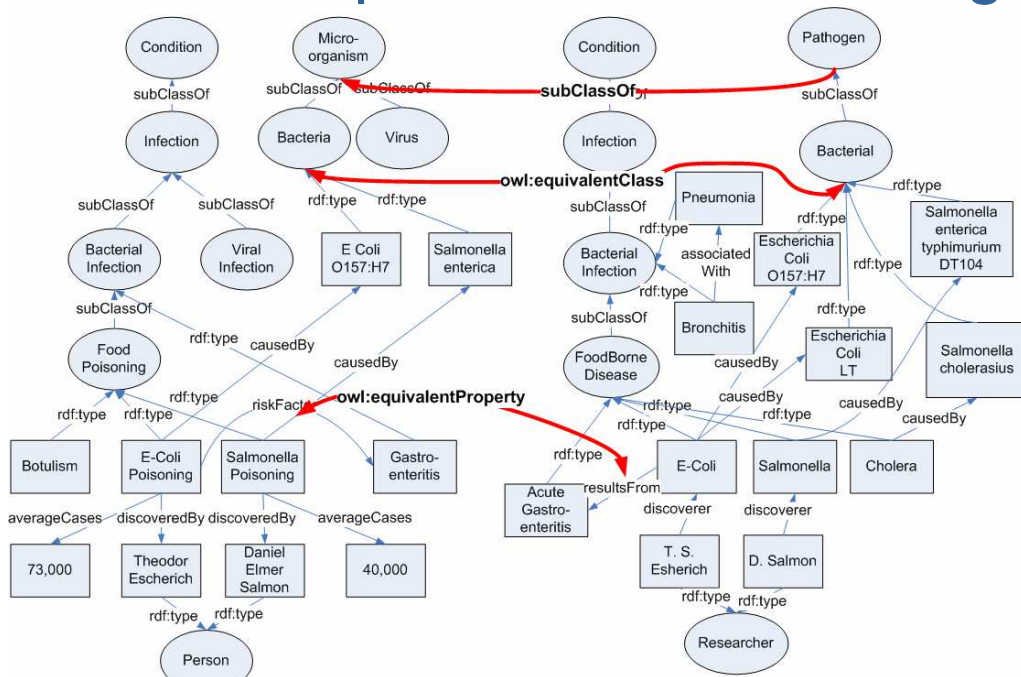 Condition
Micro-
organism
Condition
Pathogen
subClassOf
subClassOf
subClassOf
subClassOf
subClassOf
Infection
Bacteria
Virus
Infection
Bacterial
owl:equivalentClass
rdf:type
rdf:type
subClassOf
subClassOf
subClassOf
rdf:type
Pneumonia
rdf:type
rdf:type
Bacterial
Infection
Viral
Infection
E Coli
O157:H7
Salmonella
enterica
Bacterial
Infection
associated
With
Escherichia
Coli
O157:H7
Salmonella
enterica
typhimurium
DT104
rdf:type
rdf:type
subClassOf
rdf:type
causedBy
subClassOf
Bronchitis
rdf:type
Food
Poisoning
causedBy
FoodBorne
Disease
causedBy
Escherichia
Coli
LT
Salmonella
cholerasius
rdf:type
rdf:type
riskFactor
owl:equivalentProperty
rdf:type
rdf:type
rdf:type
causedBy
causedBy
Botulism
E-Coli
Poisoning
Salmonella
Poisoning
Gastro-
enteritis
rdf:type
E-Coli
Salmonella
Cholera
resultsFrom
Acute
Gastro-
enteritis
averageCases
discoveredBy
discoveredBy
averageCases
discoverer
discoverer
73,000
Theodor
Escherich
Daniel
Elmer
Salmon
40,000
T. S.
Esherich
D. Salmon
rdf:type
rdf:type
rdf:type
rdf:type
Person
Researcher